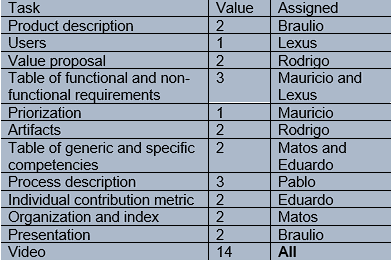 Task Value Assigned
Product description 2 Braulio
Users 1 Lexus
Value proposal 2 Rodrigo
Table of functional and non- 3 Mauricio and
functional requirements Lexus
Priorization 1 Mauricio
Artifacts 2 Rodrigo
Table of generic and specific 2 Matos and
competencies Eduardo
Process description 3 Pablo
Individual contribution metric 2 Eduardo
Organization and index 2 Matos
Presentation 2 Braulio
Video 14 All